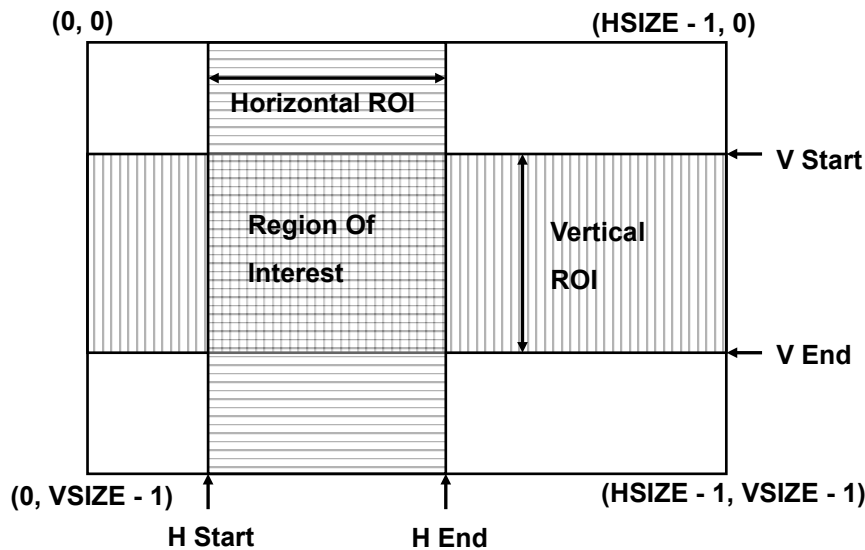 (0, 0)
(HSIZE - 1, 0)
Horizontal ROI
V Start
Region Of
Interest
Vertical
ROI
V End
(0, VSIZE - 1)
(HSIZE - 1, VSIZE - 1)
H Start
H End